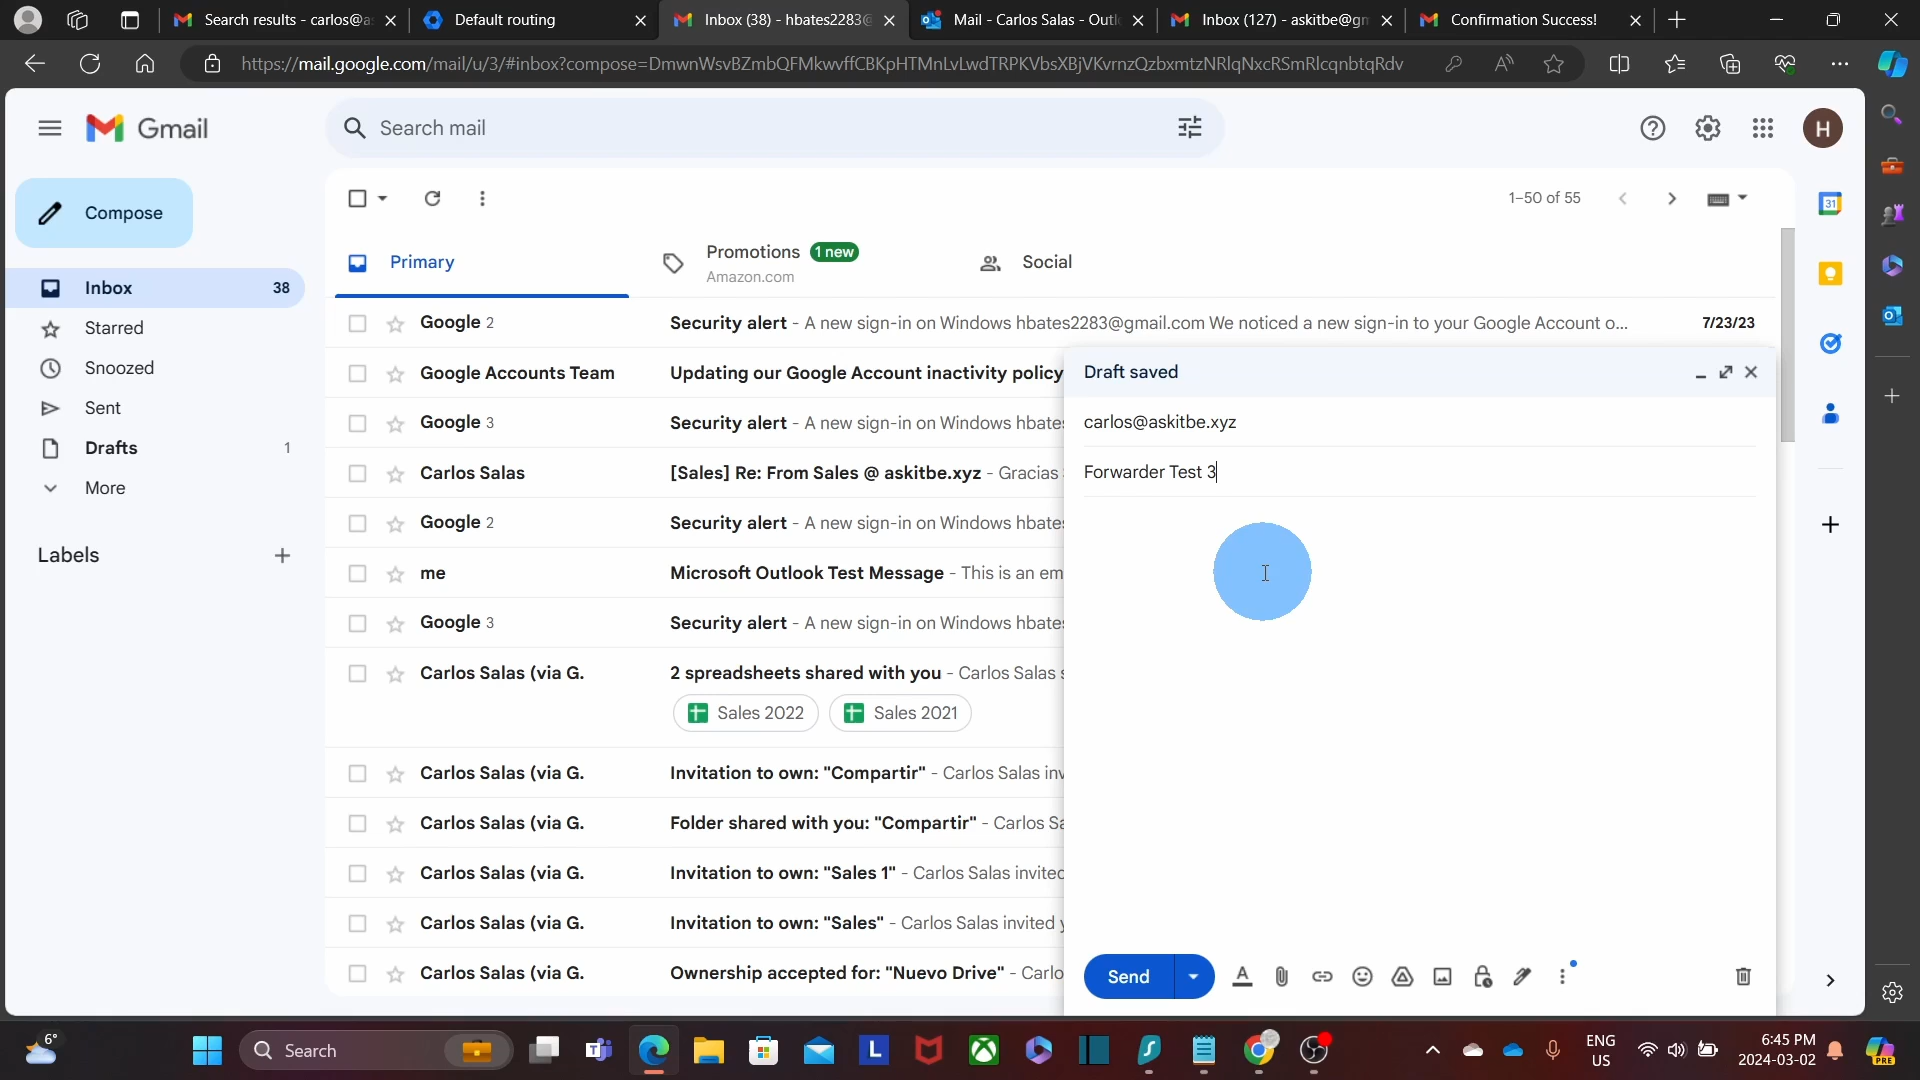 Search results - carlos@as
Default routing
Inbox (38) - hbates2283@
Mail - Carlos Salas - Outlo
Inbox (127) - askitbe@gm
Confirmation Success!
https://mail.google.com/mail/u/3/#inbox?compose=DmwnWsvBZmbQFMkwvffCBKpHTMnLvLwdTRPKVbsXBjVKvrnzQzbxmtzNRlqNxcRSmRlcqnbtqRdv
Gmail
Search mail
H
Compose
1–50 of 55
Primary
Promotions 1 new
Amazon.com
Social
Inbox 38
Starred
Snoozed
Sent
Drafts 1
More
Labels
Google 2 Security alert - A new sign-in on Windows hbates2283@gmail.com We noticed a new sign-in to your Google Account o... 7/23/23
Google Accounts Team Updating our Google Account inactivity policy
Google 3 Security alert - A new sign-in on Windows hbates
Carlos Salas [Sales] Re: From Sales @ askitbe.xyz - Gracias
Google 2 Security alert - A new sign-in on Windows hbates
me Microsoft Outlook Test Message - This is an em
Google 3 Security alert - A new sign-in on Windows hbates
Carlos Salas (via G. 2 spreadsheets shared with you - Carlos Salas s
Sales 2022
Sales 2021
Carlos Salas (via G. Invitation to own: "Compartir" - Carlos Salas inv
Carlos Salas (via G. Folder shared with you: "Compartir" - Carlos Sa
Carlos Salas (via G. Invitation to own: "Sales 1" - Carlos Salas invited
Carlos Salas (via G. Invitation to own: "Sales" - Carlos Salas invited y
Carlos Salas (via G. Ownership accepted for: "Nuevo Drive" - Carlo
Draft saved
carlos@askitbe.xyz
Forwarder Test 3
Send
31
6°
Search
L
ENG
US
6:45 PM
2024-03-02
PRE